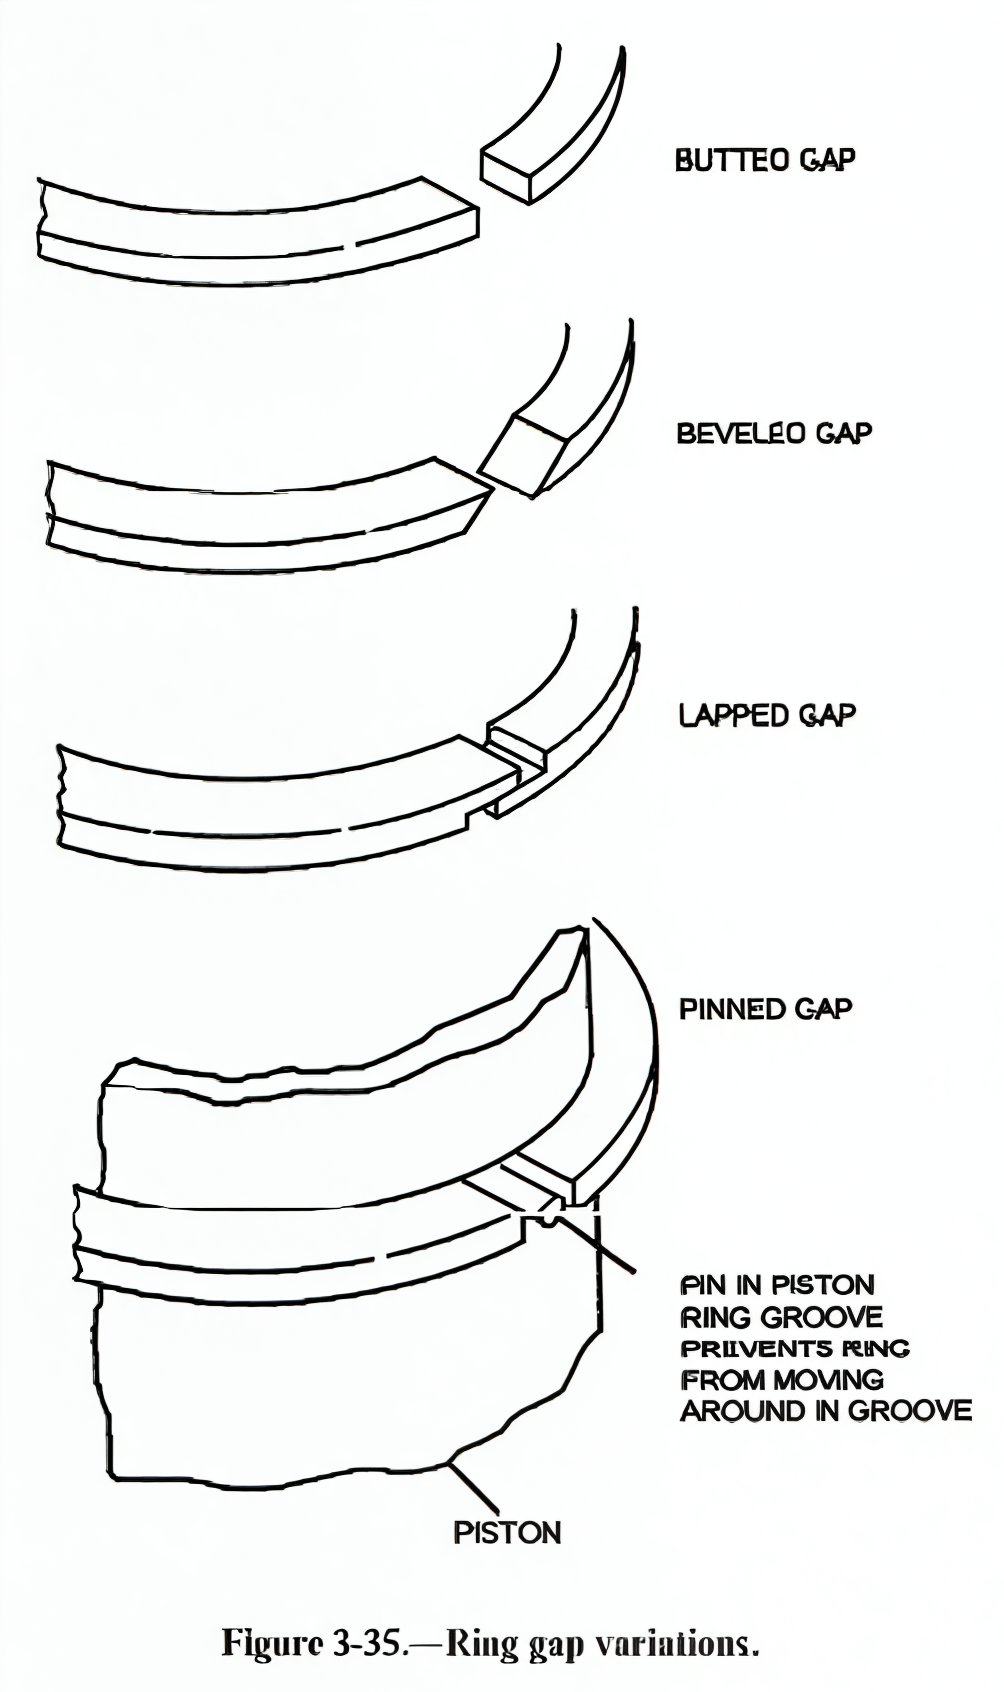 BUTTEO GAP
BEVELEO GAP
LAPPED GAP
PINNED GAP
PIN IN PISTON
RING GROOVE
PREVENTS RING
FROM MOVING
AROUND IN GROOVE
PISTON
Figure 3-35.—Ring gap variations.